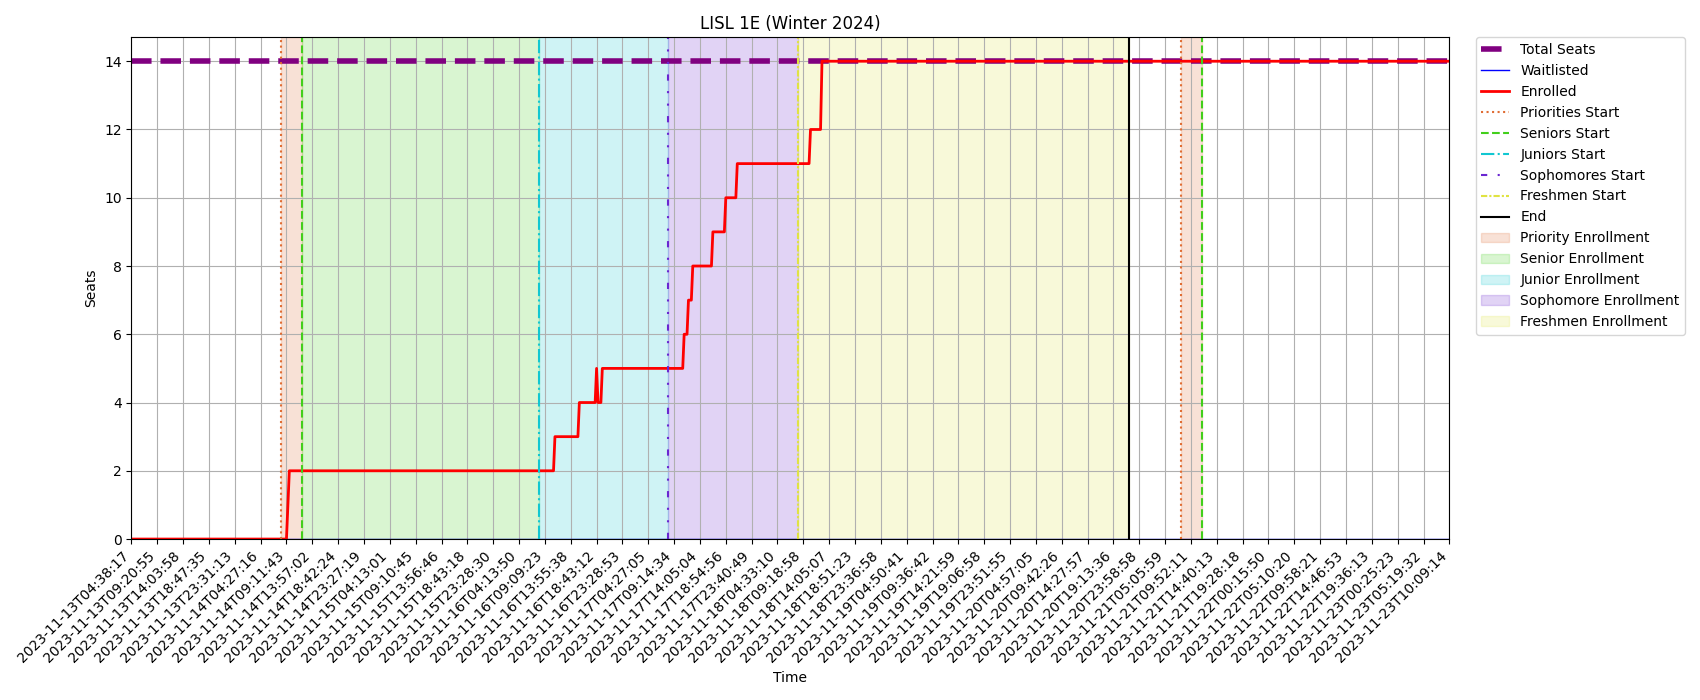 LISL 1E (Winter 2024)
Seats
14
12
10
8
6
4
2
0
2023-11-13T04:38:17
2023-11-13T09:20:55
2023-11-13T14:03:58
2023-11-13T18:47:35
2023-11-13T23:31:13
2023-11-14T04:27:16
2023-11-14T09:11:43
2023-11-14T13:57:02
2023-11-14T18:42:24
2023-11-14T23:27:19
2023-11-15T04:13:01
2023-11-15T09:10:45
2023-11-15T13:56:46
2023-11-15T18:43:18
2023-11-15T23:28:30
2023-11-16T04:13:50
2023-11-16T09:09:23
2023-11-16T13:55:38
2023-11-16T18:43:12
2023-11-16T23:28:53
2023-11-17T04:27:05
2023-11-17T09:14:34
2023-11-17T14:05:04
2023-11-17T18:54:56
2023-11-17T23:40:49
2023-11-18T04:33:10
2023-11-18T09:18:58
2023-11-18T14:05:07
2023-11-18T18:51:23
2023-11-18T23:36:58
2023-11-19T04:50:41
2023-11-19T09:36:42
2023-11-19T14:21:59
2023-11-19T19:06:58
2023-11-19T23:51:55
2023-11-20T04:57:05
2023-11-20T09:42:26
2023-11-20T14:27:57
2023-11-20T19:13:36
2023-11-20T23:58:58
2023-11-21T05:05:59
2023-11-21T09:52:11
2023-11-21T14:40:13
2023-11-21T19:28:18
2023-11-22T00:15:50
2023-11-22T05:10:20
2023-11-22T09:58:21
2023-11-22T14:46:53
2023-11-22T19:36:13
2023-11-23T00:25:23
2023-11-23T05:19:32
2023-11-23T10:09:14
Time
Total Seats
Waitlisted
Enrolled
Priorities Start
Seniors Start
Juniors Start
Sophomores Start
Freshmen Start
End
Priority Enrollment
Senior Enrollment
Junior Enrollment
Sophomore Enrollment
Freshmen Enrollment